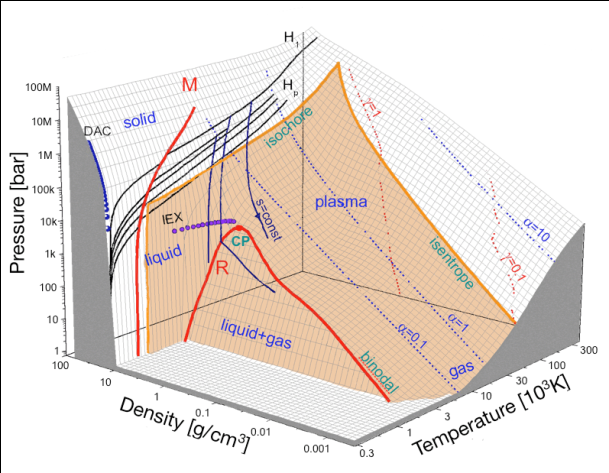 H1
Hp
M
γ=1
100M
10M
1M
100k
10k
1k
100
10
1
Pressure [bar]
solid
DAC
isochore
IEX
liquid
s=const
plasma
CP
R
α=10
isentrope
γ=0.1
liquid+gas
α=0.1
α=1
binodal
gas
100
10
1
0.1
0.01
0.001
Density [g/cm3]
0.3
1
3
10
30
100
300
Temperature [10³K]